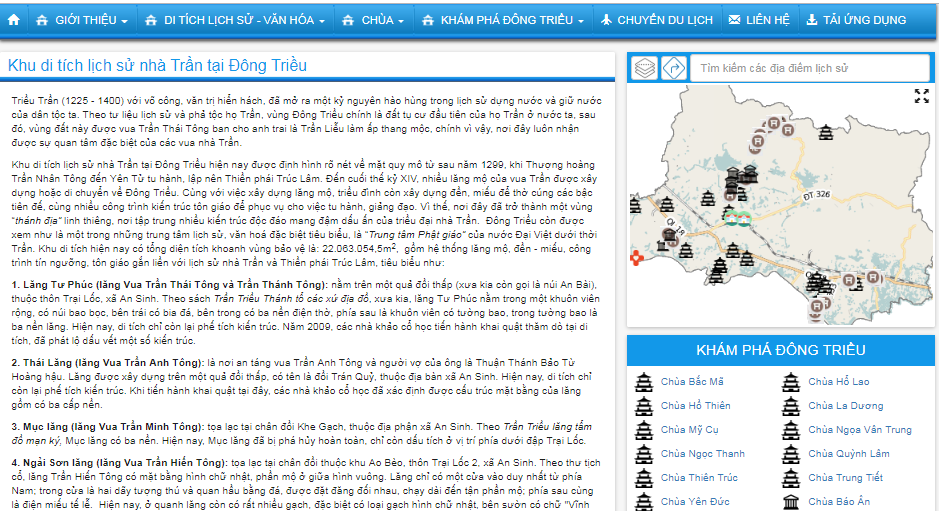 GIỚI THIỆU
DI TÍCH LỊCH SỬ - VĂN HÓA
CHÙA
KHÁM PHÁ ĐÔNG TRIỀU
CHUYẾN DU LỊCH
LIÊN HỆ
TẢI ỨNG DỤNG
Khu di tích lịch sử nhà Trần tại Đông Triều
Triều Trần (1225 - 1400) với võ công, văn trị hiển hách, đã mở ra một kỷ nguyên hào hùng trong lịch sử dựng nước và giữ nước
của dân tộc ta. Theo tư liệu lịch sử và phả tộc họ Trần, vùng Đông Triều chính là đất tụ cư đầu tiên của họ Trần ở nước ta, sau
đó, vùng đất này được vua Trần Thái Tông ban cho anh trai là Trần Liễu làm ấp thang mộc, chính vì vậy, nơi đây luôn nhận
được sự quan tâm đặc biệt của các vua nhà Trần.
Khu di tích lịch sử nhà Trần tại Đông Triều hiện nay được định hình rõ nét về mặt quy mô từ sau năm 1299, khi Thượng hoàng
Trần Nhân Tông đến Yên Tử tu hành, lập nên Thiền phái Trúc Lâm. Đến cuối thế kỷ XIV, nhiều lăng mộ của vua Trần được xây
dựng hoặc di chuyển về Đông Triều. Cùng với việc xây dựng lăng mộ, triều đình còn xây dựng đền, miếu để thờ cúng các bậc
tiên đế, cùng nhiều công trình kiến trúc tôn giáo để phục vụ cho việc tu hành, giảng đạo. Vì thế, nơi đây đã trở thành một vùng
"thánh địa" linh thiêng, nơi tập trung nhiều kiến trúc độc đáo mang đậm dấu ấn của triều đại nhà Trần. Đông Triều còn được
xem như là một trong những trung tâm lịch sử, văn hoá đặc biệt tiêu biểu, là "Trung tâm Phật giáo" của nước Đại Việt dưới thời
Trần. Khu di tích hiện nay có tổng diện tích khoanh vùng bảo vệ là: 22.063.054,5m², gồm hệ thống lăng mộ, đền - miếu, công
trình tín ngưỡng, tôn giáo gắn liền với lịch sử nhà Trần và Thiền phái Trúc Lâm, tiêu biểu như:
1. Lăng Tư Phúc (lăng Vua Trần Thái Tông và Trần Thánh Tông): nằm trên một quả đồi thấp (xưa kia còn gọi là núi An Bài),
thuộc thôn Trại Lốc, xã An Sinh. Theo sách Trần Triều Thánh tổ các xứ địa đồ, xưa kia, lăng Tư Phúc nằm trong một khuôn viên
rộng, có núi bao bọc, bên trái có bia đá, bên trong có ba nền điện thờ, phía sau là khuôn viên có tường bao, trong tường bao là
ba nền lăng. Hiện nay, di tích chỉ còn lại phế tích kiến trúc. Năm 2009, các nhà khảo cổ học tiến hành khai quật thăm dò tại di
tích, đã phát lộ dấu vết một số kiến trúc.
2. Thái Lăng (lăng Vua Trần Anh Tông): là nơi an táng vua Trần Anh Tông và người vợ của ông là Thuận Thánh Bảo Từ
Hoàng hậu. Lăng được xây dựng trên một quả đồi thấp, có tên là đồi Trán Quỷ, thuộc địa bàn xã An Sinh. Hiện nay, di tích chỉ
còn lại phế tích kiến trúc. Khi tiến hành khai quật tại đây, các nhà khảo cổ học đã xác định được cấu trúc mặt bằng của lăng
gồm có ba cấp nền.
3. Mục lăng (lăng Vua Trần Minh Tông): tọa lạc tại chân đồi Khe Gạch, thuộc địa phận xã An Sinh. Theo Trần Triều lăng tẩm
đồ mạn ký, Mục lăng có ba nền. Hiện nay, Mục lăng đã bị phá hủy hoàn toàn, chỉ còn dấu tích ở vị trí phía dưới đập Trại Lốc.
4. Ngải Sơn lăng (lăng Vua Trần Hiến Tông): tọa lạc tại chân đồi thuộc khu Ao Bèo, thôn Trại Lốc 2, xã An Sinh. Theo thư tịch
cổ, lăng Trần Hiến Tông có mặt bằng hình chữ nhật, phần mộ ở giữa hình vuông. Lăng chỉ có một cửa vào duy nhất từ phía
Nam; trong cửa là hai dãy tượng thú và quan hầu bằng đá, được đặt đăng đối nhau, chạy dài đến tận phần mộ; phía sau cùng
là điện miếu tế lễ. Hiện nay, ở quanh lăng còn có rất nhiều gạch, đặc biệt có loại gạch hình chữ nhật, bên sườn có chữ "Vĩnh
Tìm kiếm các địa điểm lịch sử
ĐT 326
QL 18
KHÁM PHÁ ĐÔNG TRIỀU
Chùa Bắc Mã
Chùa Hổ Lao
Chùa Hồ Thiên
Chùa La Dương
Chùa Mỹ Cụ
Chùa Ngọa Vân Trung
Chùa Ngọc Thanh
Chùa Quỳnh Lâm
Chùa Thiên Trúc
Chùa Trung Tiết
Chùa Yên Đức
Chùa Báo Ân